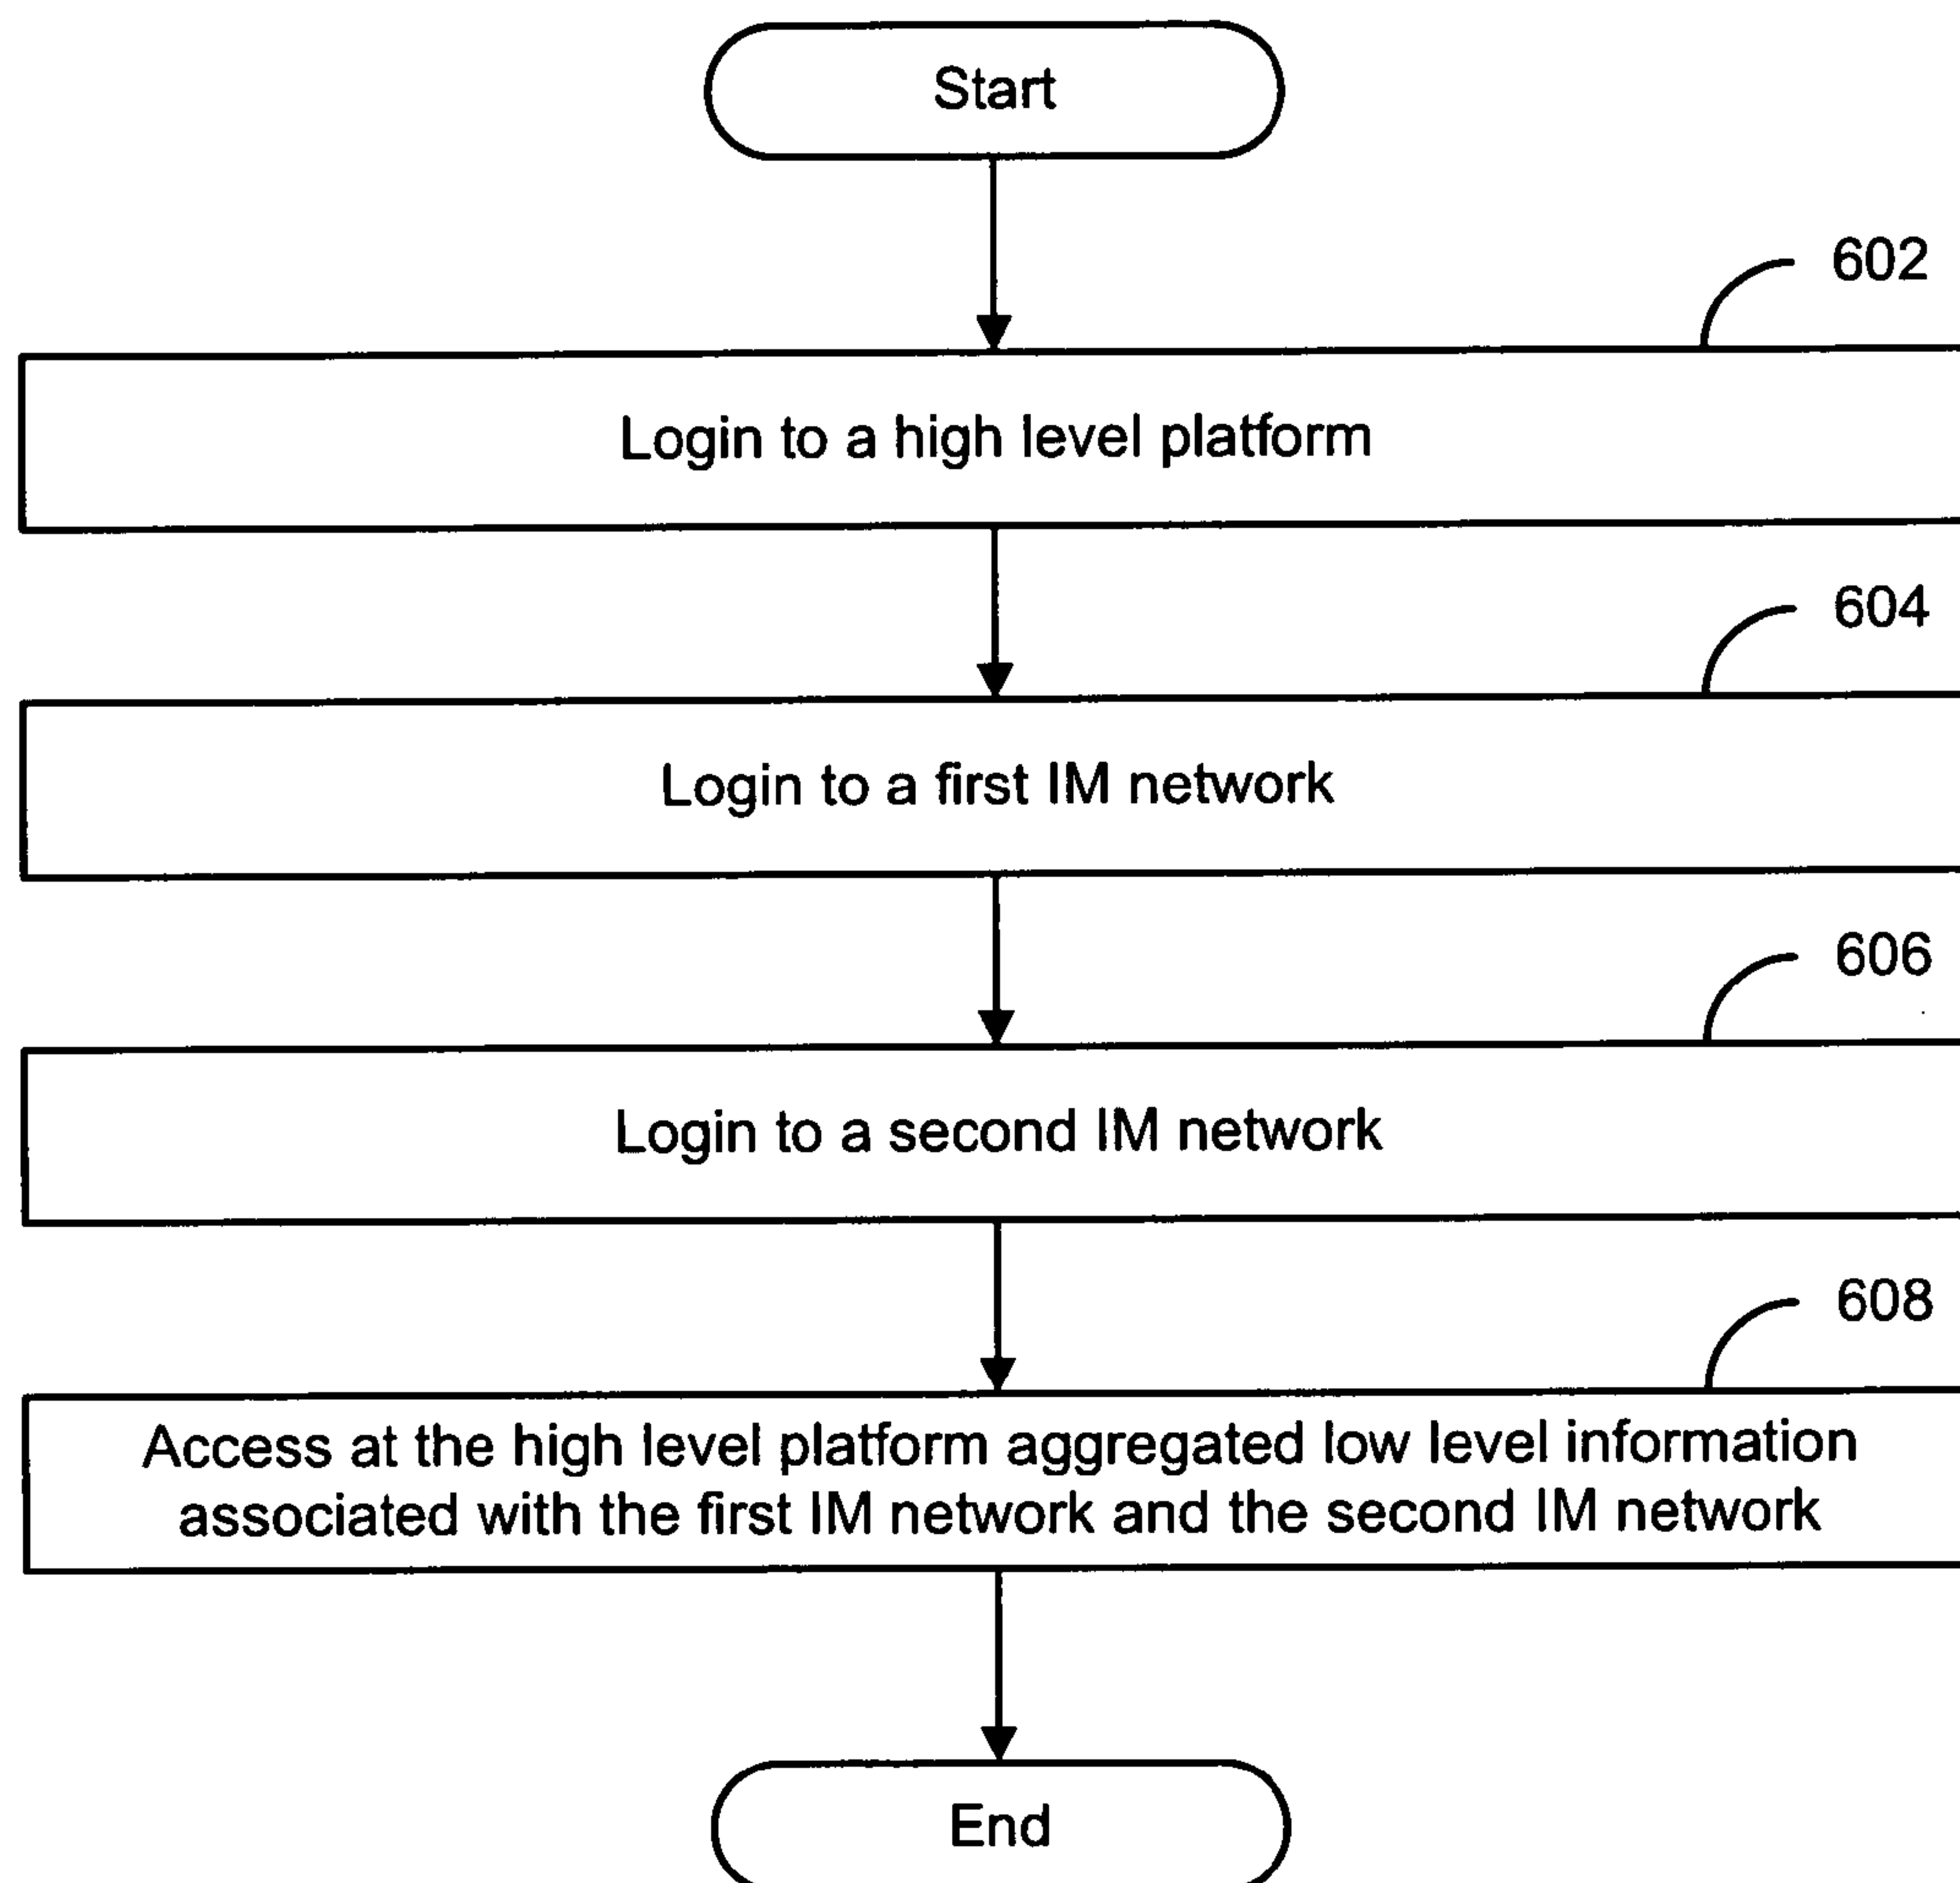 Start
602
Login to a high level platform
604
Login to a first IM network
606
Login to a second IM network
608
Access at the high level platform aggregated low level information
associated with the first IM network and the second IM network
End